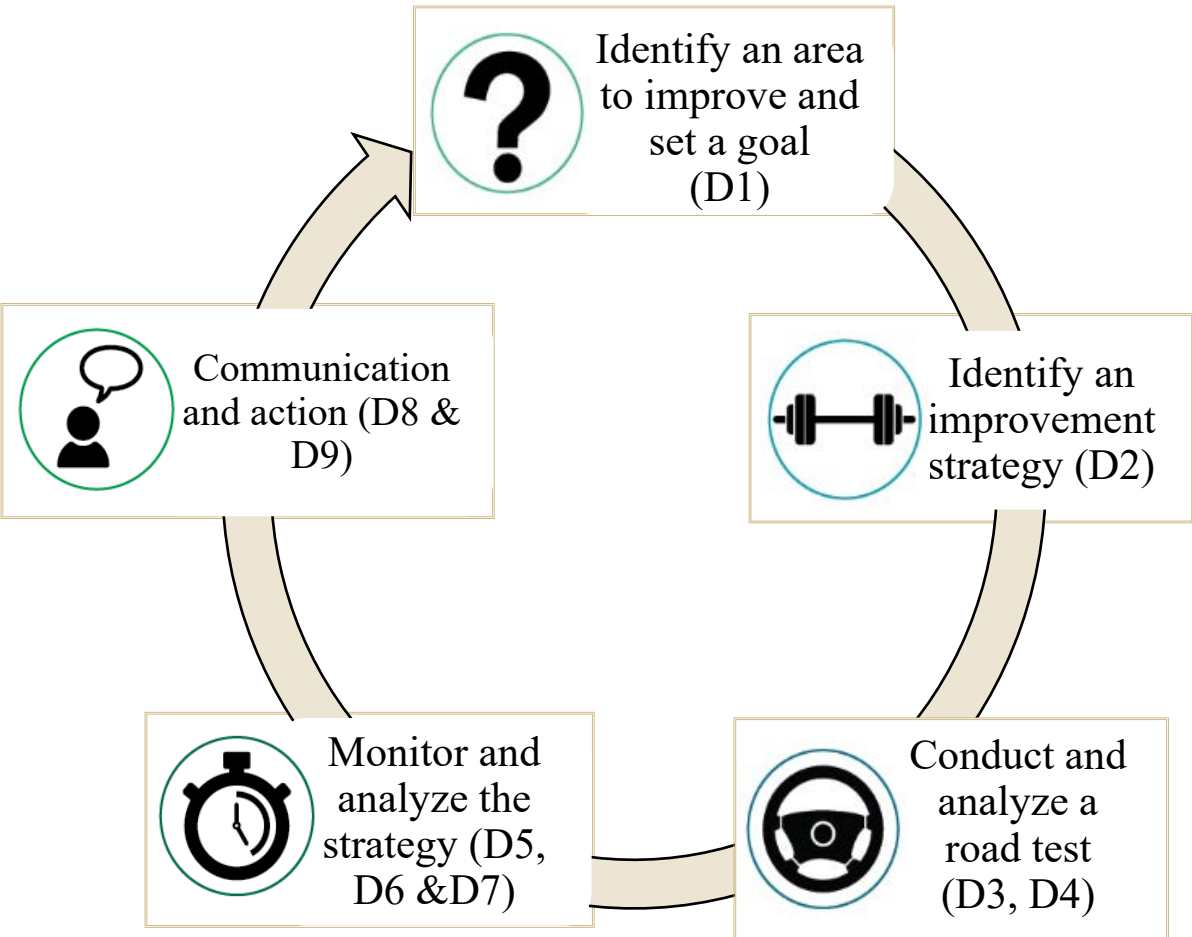 Identify an area
to improve and
set a goal
(D1)
Identify an
improvement
strategy (D2)
Conduct and
analyze a
road test
(D3, D4)
Monitor and
analyze the
strategy (D5,
D6 &D7)
Communication
and action (D8 &
D9)